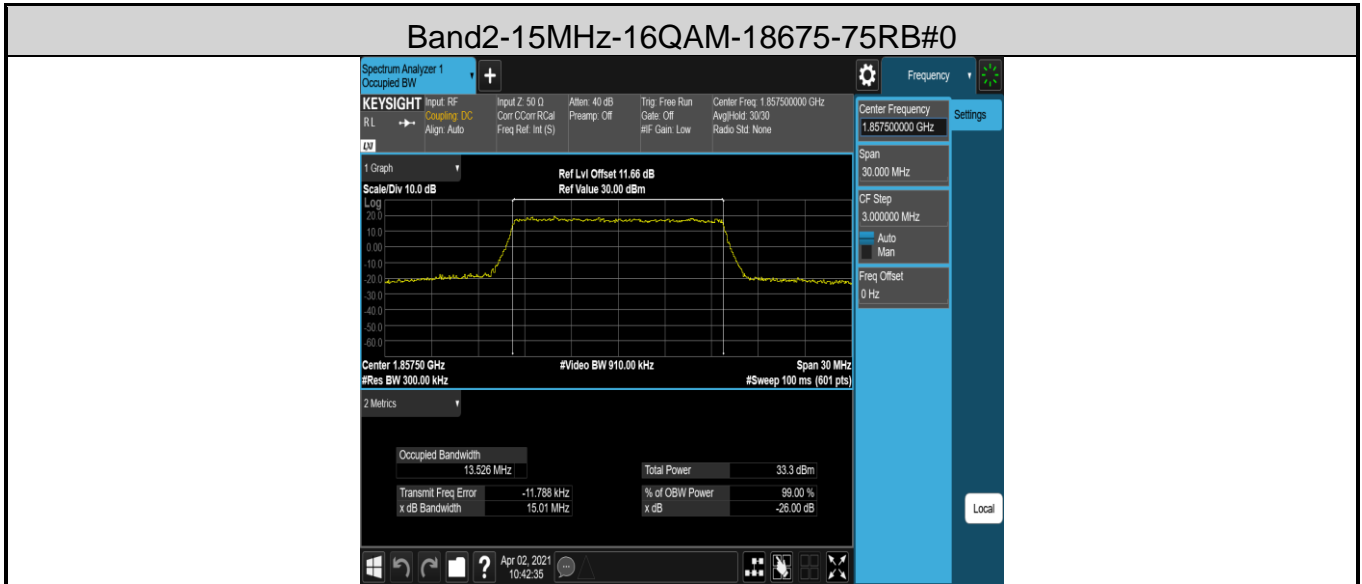 Band2-15MHz-16QAM-18675-75RB#0
Spectrum Analyzer 1
Occupied BW
+
Frequency
KEYSIGHT
RL
LXI
Input: RF
Coupling: DC
Align: Auto
Input Z: 50 Ω
Corr CCorr RCal
Freq Ref: Int (S)
Atten: 40 dB
Preamp: Off
Trig: Free Run
Gate: Off
#IF Gain: Low
Center Freq: 1.857500000 GHz
Avg|Hold: 30/30
Radio Std: None
Center Frequency
1.857500000 GHz
Settings
Span
30.000 MHz
CF Step
3.000000 MHz
Auto
Man
Freq Offset
0 Hz
Local
1 Graph
Ref Lvl Offset 11.66 dB
Scale/Div 10.0 dB
Ref Value 30.00 dBm
Log
20.0
10.0
0.00
-10.0
-20.0
-30.0
-40.0
-50.0
-60.0
Center 1.85750 GHz
#Video BW 910.00 kHz
Span 30 MHz
#Res BW 300.00 kHz
#Sweep 100 ms (601 pts)
2 Metrics
Occupied Bandwidth
13.526 MHz
Total Power 33.3 dBm
Transmit Freq Error -11.788 kHz
% of OBW Power 99.00 %
x dB Bandwidth 15.01 MHz
x dB -26.00 dB
?
Apr 02, 2021
10:42:35